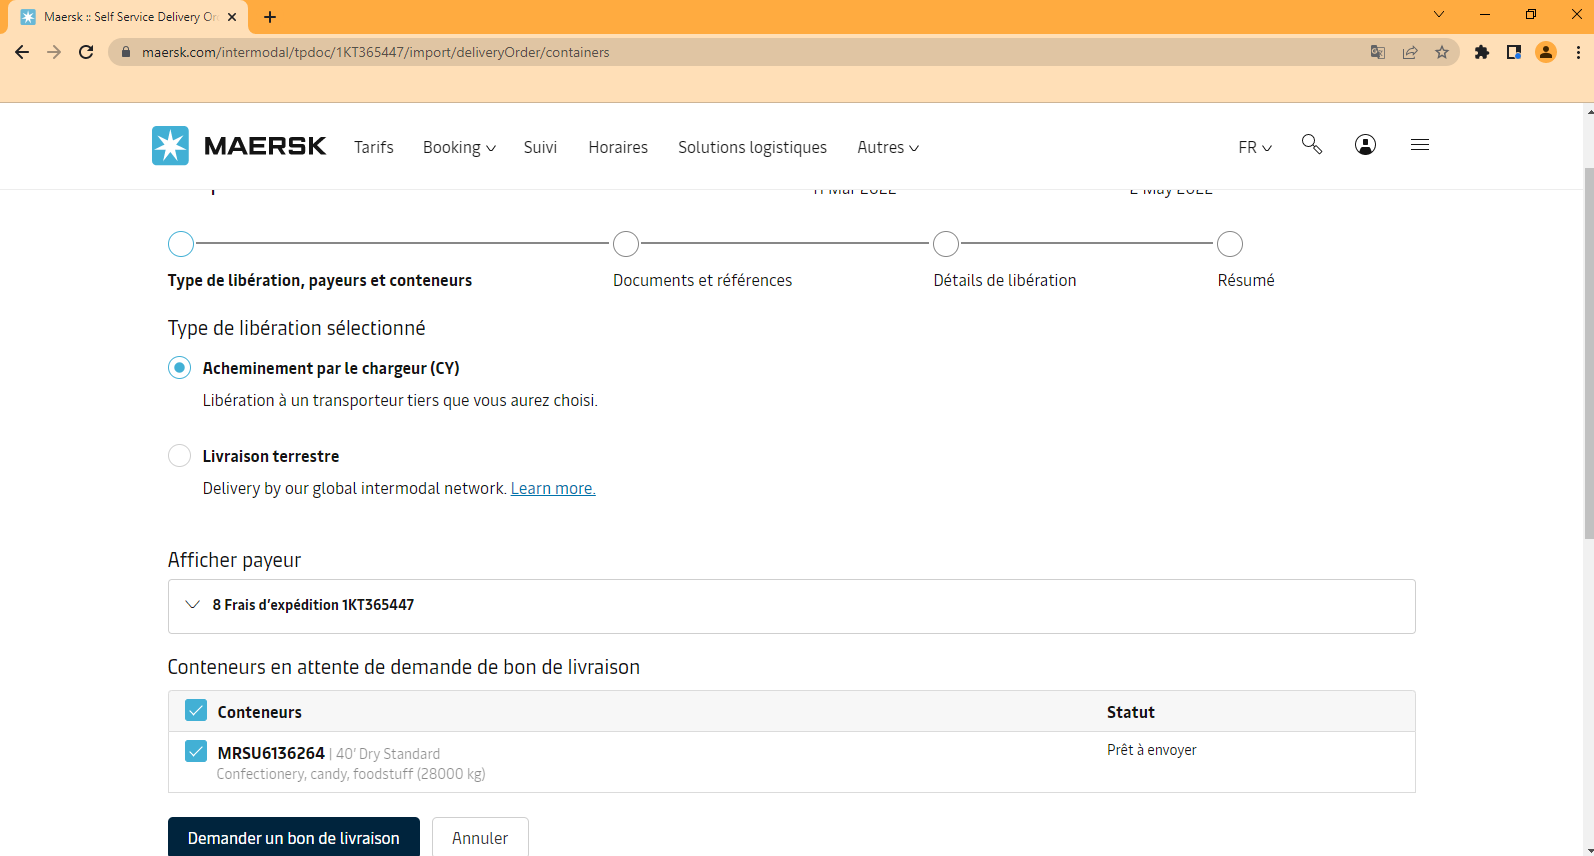 Maersk :: Self Service Delivery Or
maersk.com/intermodal/tpdoc/1KT365447/import/deliveryOrder/containers
MAERSK
Tarifs
Booking
Suivi
Horaires
Solutions logistiques
Autres
FR
Type de libération, payeurs et conteneurs
Documents et références
Détails de libération
Résumé
Type de libération sélectionné
Acheminement par le chargeur (CY)
Libération à un transporteur tiers que vous aurez choisi.
Livraison terrestre
Delivery by our global intermodal network. Learn more.
Afficher payeur
8 Frais d’expédition 1KT365447
Conteneurs en attente de demande de bon de livraison
Conteneurs
Statut
MRSU6136264 | 40’ Dry Standard
Prêt à envoyer
Confectionery, candy, foodstuff (28000 kg)
Demander un bon de livraison
Annuler